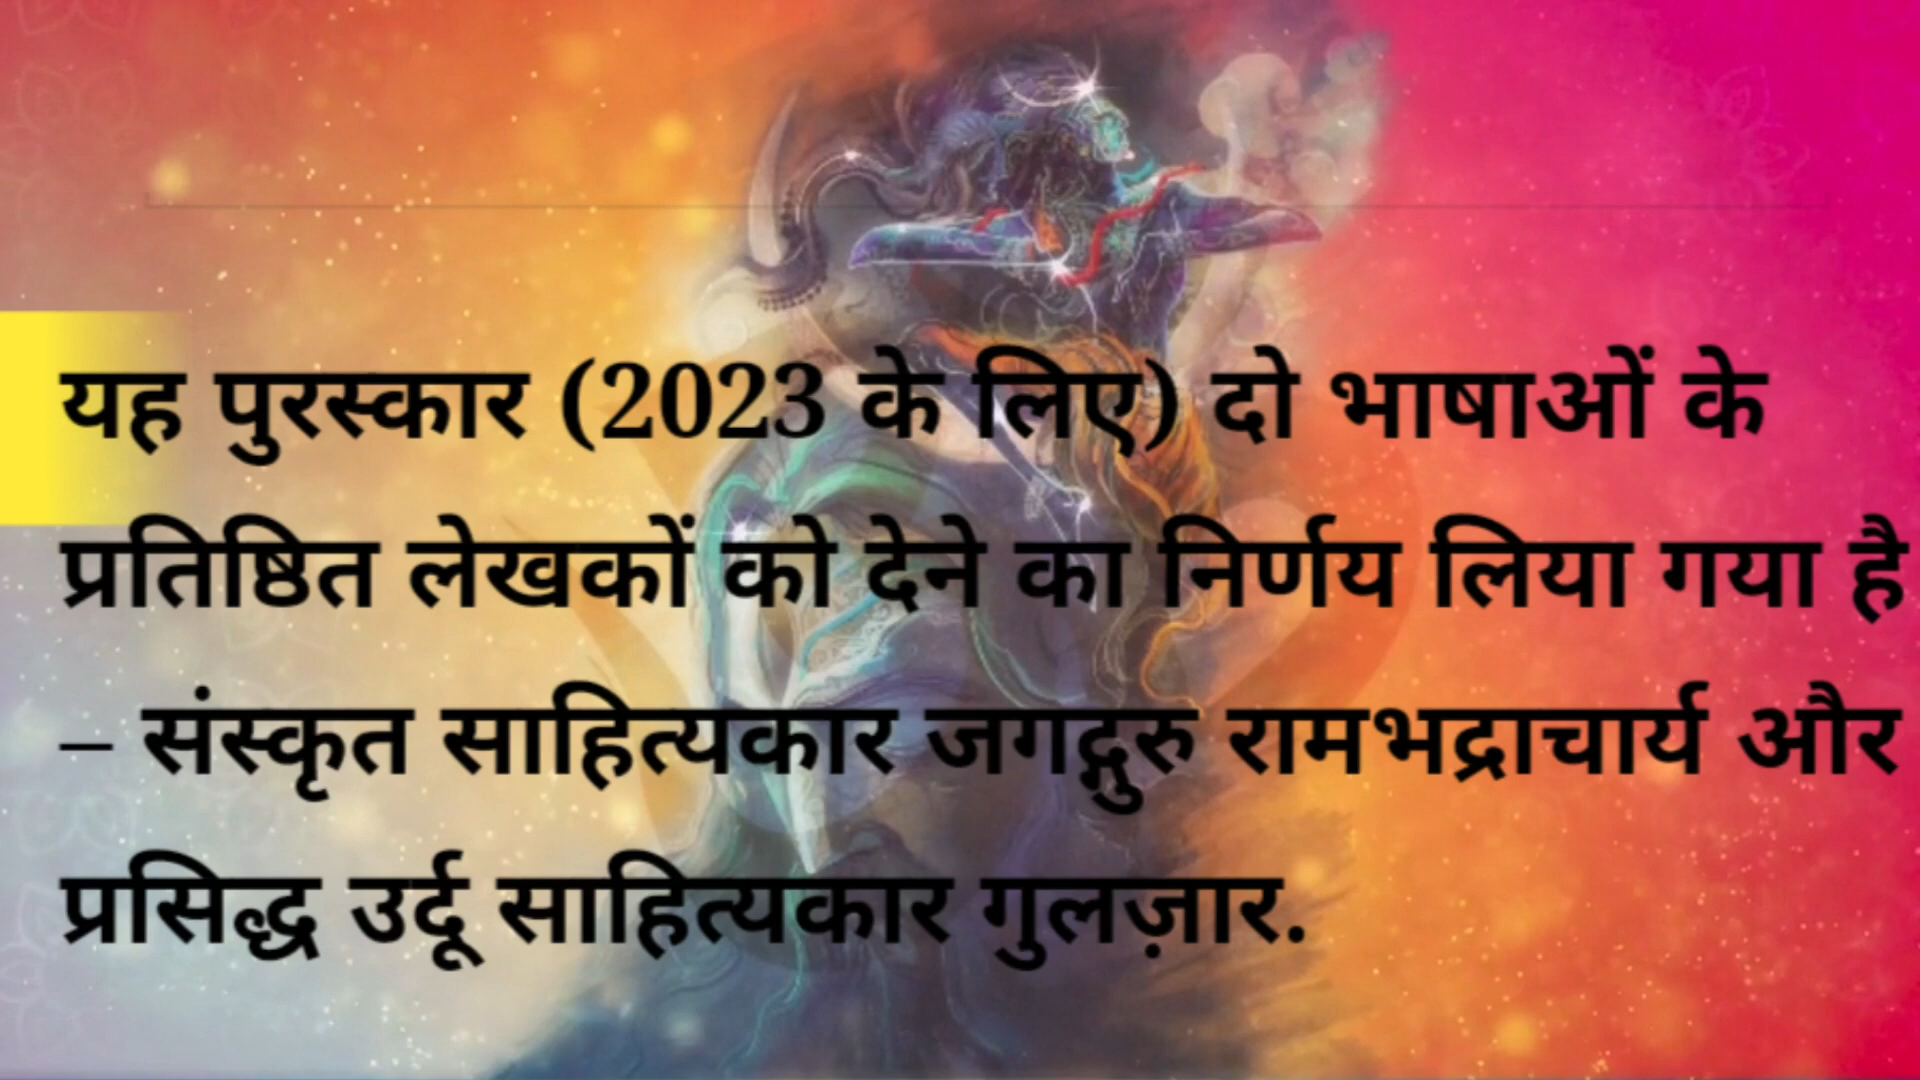 यह पुरस्कार (2023 के लिए) दो भाषाओं के
प्रतिष्ठित लेखकों को देने का निर्णय लिया गया है
– संस्कृत साहित्यकार जगद्गुरु रामभद्राचार्य और
प्रसिद्ध उर्दू साहित्यकार गुलज़ार.